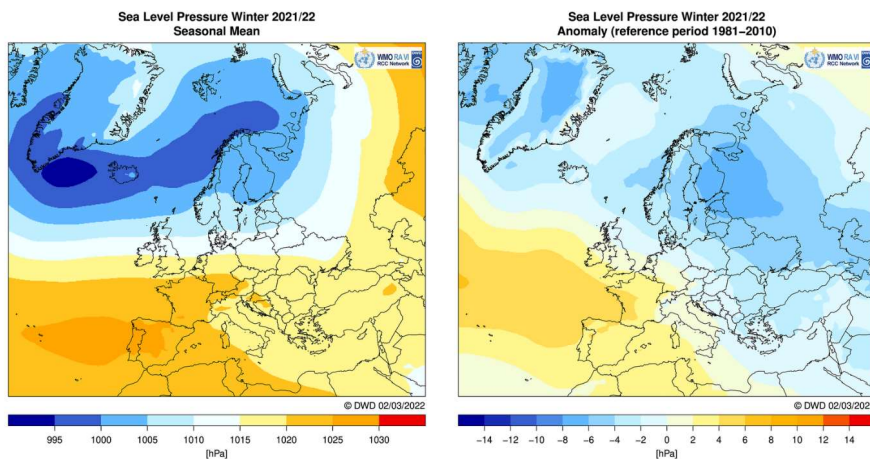 Sea Level Pressure Winter 2021/22
Seasonal Mean
WMO RA VI
RCC Network
© DWD 02/03/2022
995 1000 1005 1010 1015 1020 1025 1030
[hPa]
Sea Level Pressure Winter 2021/22
Anomaly (reference period 1981−2010)
WMO RA VI
RCC Network
© DWD 02/03/2022
−14 −12 −10 −8 −6 −4 −2 0 2 4 6 8 10 12 14
[hPa]